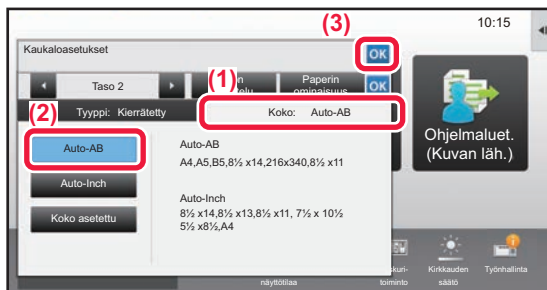 (3)
10:15
Kaukaloasetukset
OK
(1)
Taso 2
Paperin
ominaisuus
OK
(2)
Tyyppi: Kierrätetty
Koko: Auto-AB
Auto-AB
Auto-AB
A4,A5,B5,8½ x14,216x340,8½ x11
Auto-Inch
Auto-Inch
8½ x14,8½ x13,8½ x11, 7½ x 10½
5½ x8½,A4
Koko asetettu
Ohjelmaluet.
(Kuvan läh.)
näyttötilaa
toiminto
Kirkkauden
säätö
Työnhallinta